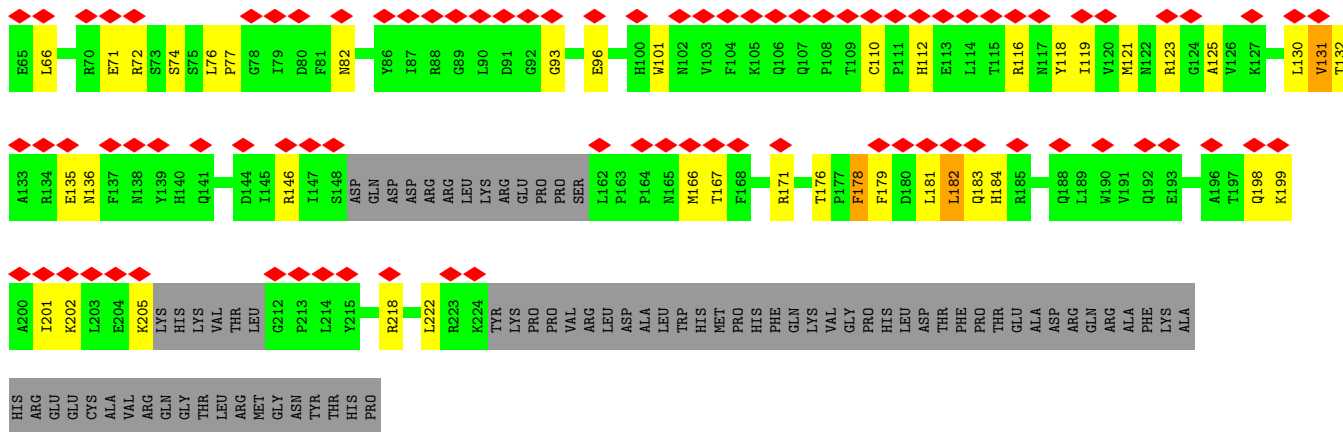 E65 L66 R70 E71 R72 S73 S74 S75 L76 P77 G78 I79 D80 F81 N82 Y86 I87 R88 G89 L90 D91 G92 G93 E96 H100 W101 N102 V103 F104 K105 Q106 Q107 P108 T109 C110 P111 H112 E113 L114 T115 R116 N117 Y118 I119 V120 M121 N122 R123 G124 A125 V126 K127 L130 V131 T132
A133 R134 E135 N136 F137 N138 Y139 H140 Q141 D144 I145 R146 I147 S148 ASP GLN ASP ASP ARG ARG LEU LYS ARG GLU PRO PRO SER L162 P163 P164 N165 M166 T167 F168 R171 T176 P177 F178 F179 D180 L181 L182 Q183 H184 R185 Q188 L189 W190 V191 Q192 E193 A196 T197 Q198 K199
A200 I201 K202 L203 E204 K205 LYS HIS LYS VAL THR LEU G212 P213 L214 Y215 R218 L222 R223 K224 TYR LYS PRO PRO VAL ARG LEU ASP ALA LEU TRP HIS MET PRO HIS PHE GLN LYS VAL GLY PRO HIS LEU ASP THR PHE PRO THR GLU ALA ASP ARG GLN ARG ALA PHE LYS ALA
HIS ARG GLU GLU CYS ALA VAL ARG GLN GLY THR LEU ARG MET GLY ASN TYR THR HIS PRO